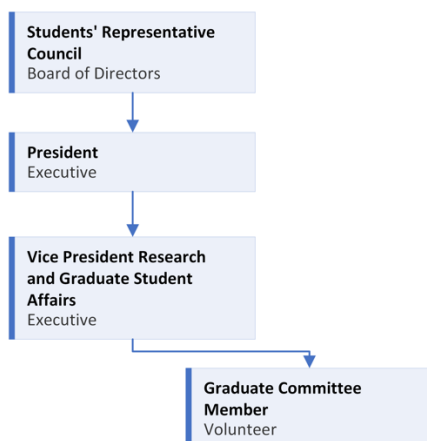 Students' Representative
Council
Board of Directors
President
Executive
Vice President Research
and Graduate Student
Affairs
Executive
Graduate Committee
Member
Volunteer